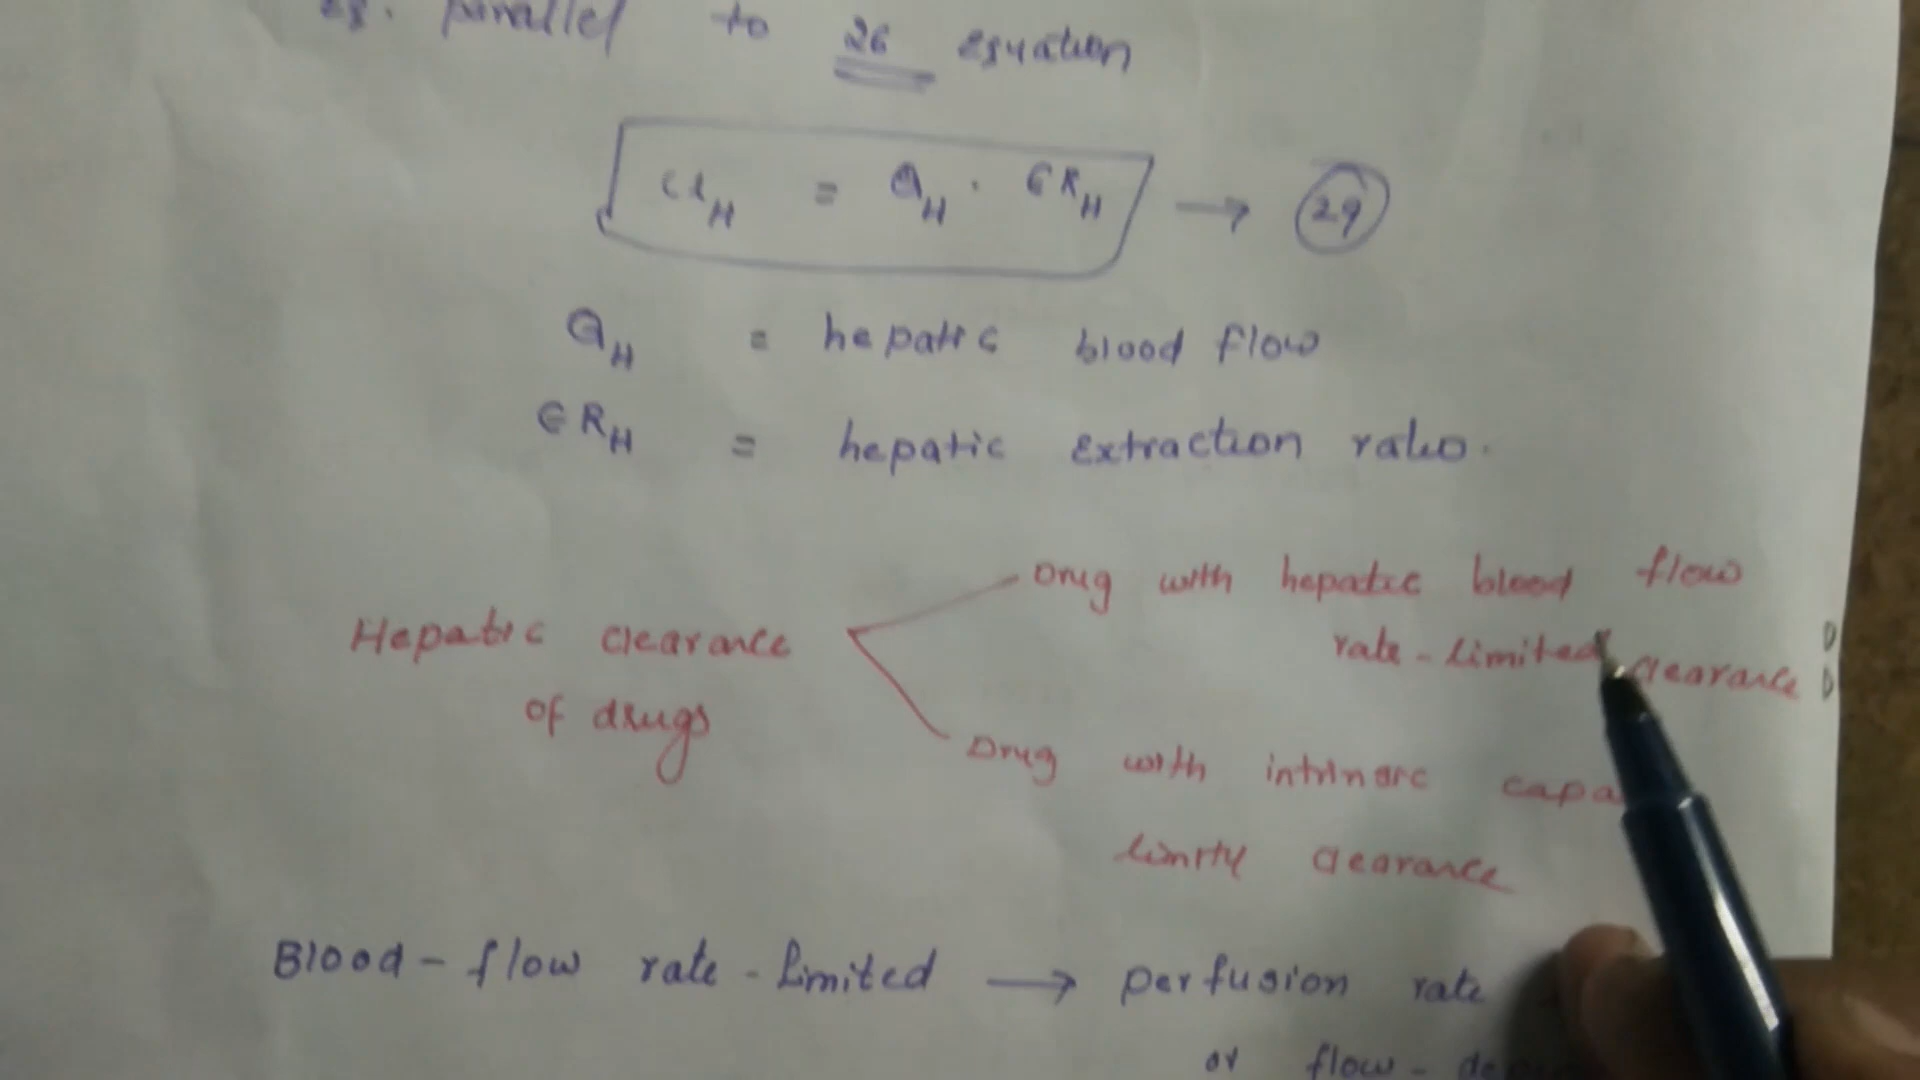 parallel to 26 equation
ClH = QH . ERH → 29
QH = hepatic blood flow
ERH = hepatic extraction ratio.
Drug with hepatic blood flow
rate-limited clearance
Hepatic clearance
of drugs
Drug with intrinsic
limity clearance
Blood-flow rate-limited → perfusion rate
or flow-